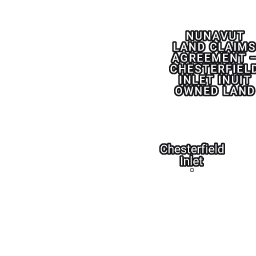 NUNAVUT
LAND CLAIMS
AGREEMENT –
CHESTERFIELD
INLET INUIT
OWNED LAND
Chesterfield
Inlet